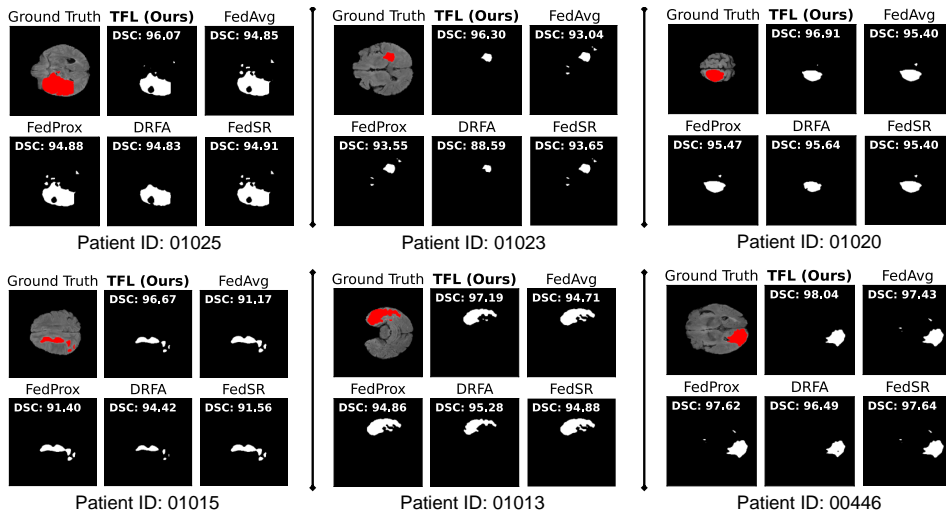 Ground Truth TFL (Ours) FedAvg
DSC: 96.07 DSC: 94.85
FedProx DRFA FedSR
DSC: 94.88 DSC: 94.83 DSC: 94.91
Patient ID: 01025
Ground Truth TFL (Ours) FedAvg
DSC: 96.30 DSC: 93.04
FedProx DRFA FedSR
DSC: 93.55 DSC: 88.59 DSC: 93.65
Patient ID: 01023
Ground Truth TFL (Ours) FedAvg
DSC: 96.91 DSC: 95.40
FedProx DRFA FedSR
DSC: 95.47 DSC: 95.64 DSC: 95.40
Patient ID: 01020
Ground Truth TFL (Ours) FedAvg
DSC: 96.67 DSC: 91.17
FedProx DRFA FedSR
DSC: 91.40 DSC: 94.42 DSC: 91.56
Patient ID: 01015
Ground Truth TFL (Ours) FedAvg
DSC: 97.19 DSC: 94.71
FedProx DRFA FedSR
DSC: 94.86 DSC: 95.28 DSC: 94.88
Patient ID: 01013
Ground Truth TFL (Ours) FedAvg
DSC: 98.04 DSC: 97.43
FedProx DRFA FedSR
DSC: 97.62 DSC: 96.49 DSC: 97.64
Patient ID: 00446